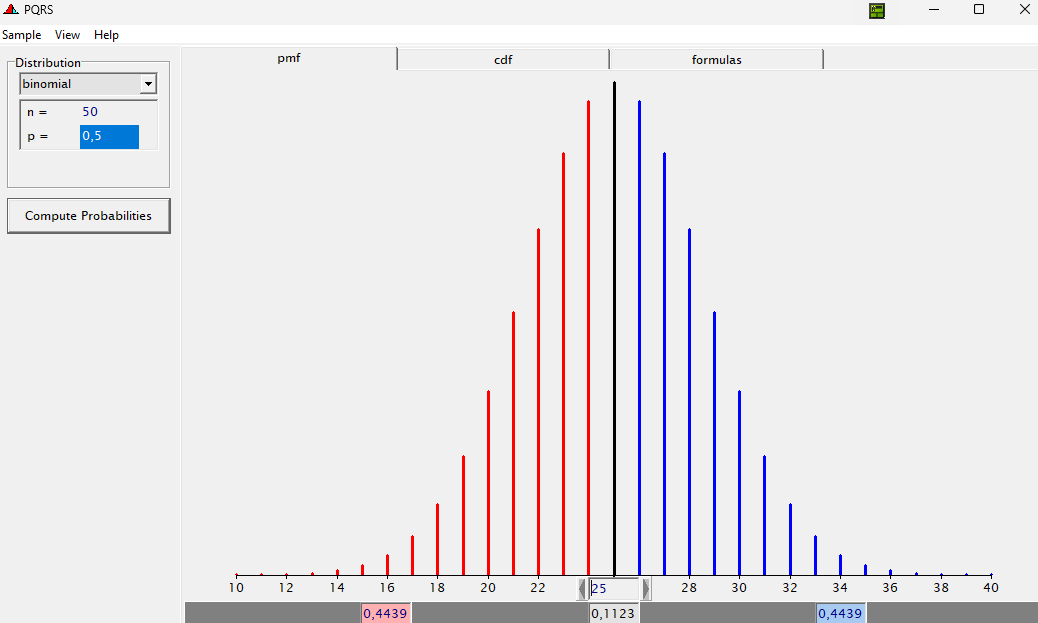 PQRS
Sample View Help
Distribution
binomial
n = 50
p = 0,5
Compute Probabilities
pmf cdf formulas
10 12 14 16 18 20 22 25 28 30 32 34 36 38 40
0,4439 0,1123 0,4439